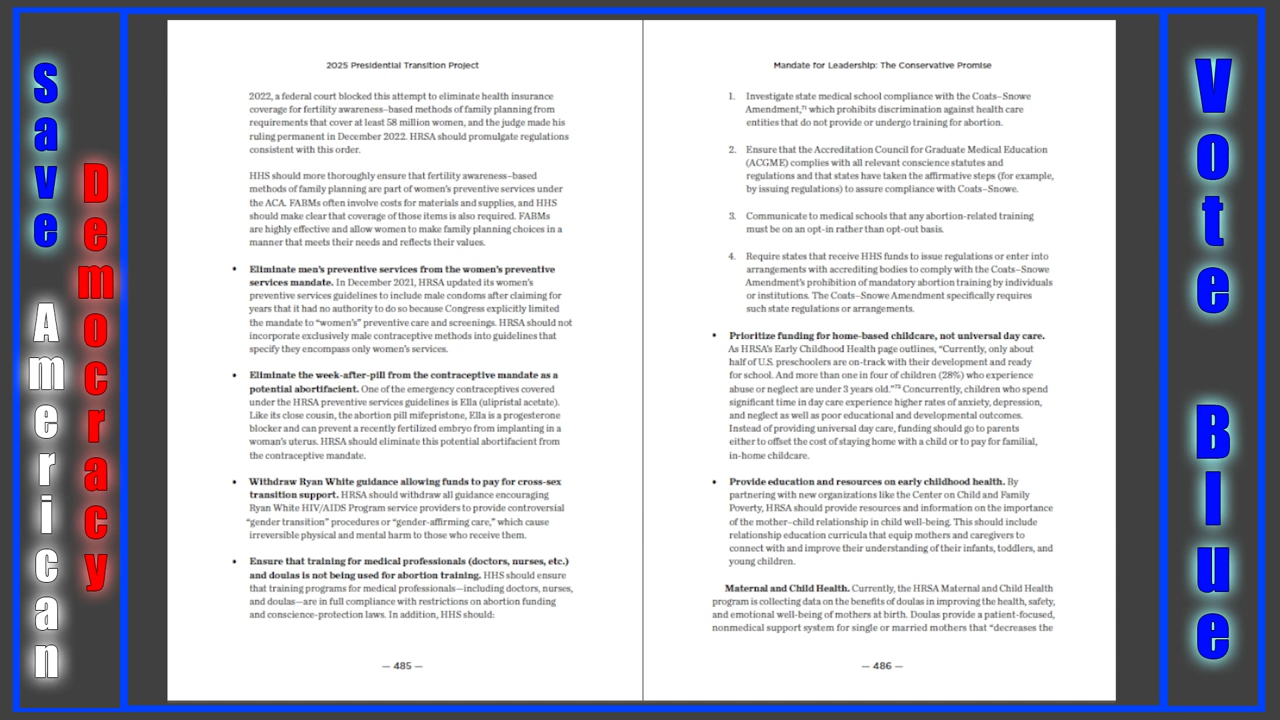 Save
American
Democracy
2025 Presidential Transition Project
2022, a federal court blocked this attempt to eliminate health insurance
coverage for fertility awareness–based methods of family planning from
requirements that cover at least 58 million women, and the judge made his
ruling permanent in December 2022. HRSA should promulgate regulations
consistent with this order.
HHS should more thoroughly ensure that fertility awareness–based
methods of family planning are part of women's preventive services under
the ACA. FABMs often involve costs for materials and supplies, and HHS
should make clear that coverage of those items is also required. FABMs
are highly effective and allow women to make family planning choices in a
manner that meets their needs and reflects their values.
• Eliminate men's preventive services from the women's preventive
services mandate. In December 2021, HRSA updated its women's
preventive services guidelines to include male condoms after claiming for
years that it had no authority to do so because Congress explicitly limited
the mandate to "women's" preventive care and screenings. HRSA should not
incorporate exclusively male contraceptive methods into guidelines that
specify they encompass only women's services.
• Eliminate the week-after-pill from the contraceptive mandate as a
potential abortifacient. One of the emergency contraceptives covered
under the HRSA preventive services guidelines is Ella (ulipristal acetate).
Like its close cousin, the abortion pill mifepristone, Ella is a progesterone
blocker and can prevent a recently fertilized embryo from implanting in a
woman's uterus. HRSA should eliminate this potential abortifacient from
the contraceptive mandate.
• Withdraw Ryan White guidance allowing funds to pay for cross-sex
transition support. HRSA should withdraw all guidance encouraging
Ryan White HIV/AIDS Program service providers to provide controversial
"gender transition" procedures or "gender-affirming care," which cause
irreversible physical and mental harm to those who receive them.
• Ensure that training for medical professionals (doctors, nurses, etc.)
and doulas is not being used for abortion training. HHS should ensure
that training programs for medical professionals—including doctors, nurses,
and doulas—are in full compliance with restrictions on abortion funding
and conscience-protection laws. In addition, HHS should:
— 485 —
Mandate for Leadership: The Conservative Promise
1. Investigate state medical school compliance with the Coats–Snowe
Amendment,71 which prohibits discrimination against health care
entities that do not provide or undergo training for abortion.
2. Ensure that the Accreditation Council for Graduate Medical Education
(ACGME) complies with all relevant conscience statutes and
regulations and that states have taken the affirmative steps (for example,
by issuing regulations) to assure compliance with Coats–Snowe.
3. Communicate to medical schools that any abortion-related training
must be on an opt-in rather than opt-out basis.
4. Require states that receive HHS funds to issue regulations or enter into
arrangements with accrediting bodies to comply with the Coats–Snowe
Amendment's prohibition of mandatory abortion training by individuals
or institutions. The Coats–Snowe Amendment specifically requires
such state regulations or arrangements.
• Prioritize funding for home-based childcare, not universal day care.
As HRSA's Early Childhood Health page outlines, "Currently, only about
half of U.S. preschoolers are on-track with their development and ready
for school. And more than one in four of children (28%) who experience
abuse or neglect are under 3 years old."72 Concurrently, children who spend
significant time in day care experience higher rates of anxiety, depression,
and neglect as well as poor educational and developmental outcomes.
Instead of providing universal day care, funding should go to parents
either to offset the cost of staying home with a child or to pay for familial,
in-home childcare.
• Provide education and resources on early childhood health. By
partnering with new organizations like the Center on Child and Family
Poverty, HRSA should provide resources and information on the importance
of the mother–child relationship in child well-being. This should include
relationship education curricula that equip mothers and caregivers to
connect with and improve their understanding of their infants, toddlers, and
young children.
Maternal and Child Health. Currently, the HRSA Maternal and Child Health
program is collecting data on the benefits of doulas in improving the health, safety,
and emotional well-being of mothers at birth. Doulas provide a patient-focused,
nonmedical support system for single or married mothers that "decreases the
— 486 —
Vote
Blue